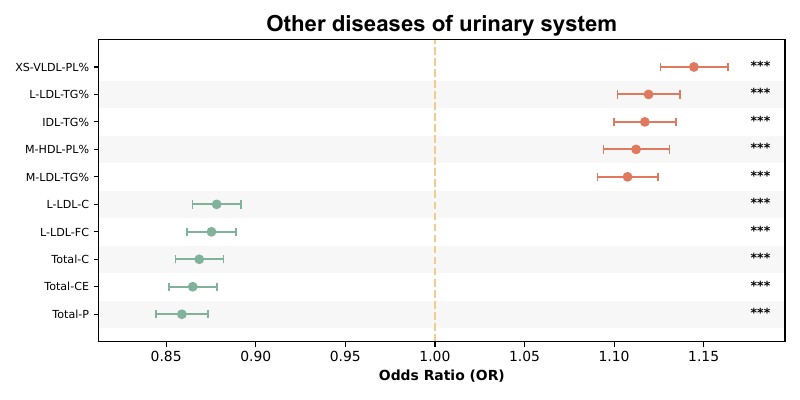 Other diseases of urinary system
XS-VLDL-PL% ***
L-LDL-TG% ***
IDL-TG% ***
M-HDL-PL% ***
M-LDL-TG% ***
L-LDL-C ***
L-LDL-FC ***
Total-C ***
Total-CE ***
Total-P ***
0.85 0.90 0.95 1.00 1.05 1.10 1.15
Odds Ratio (OR)